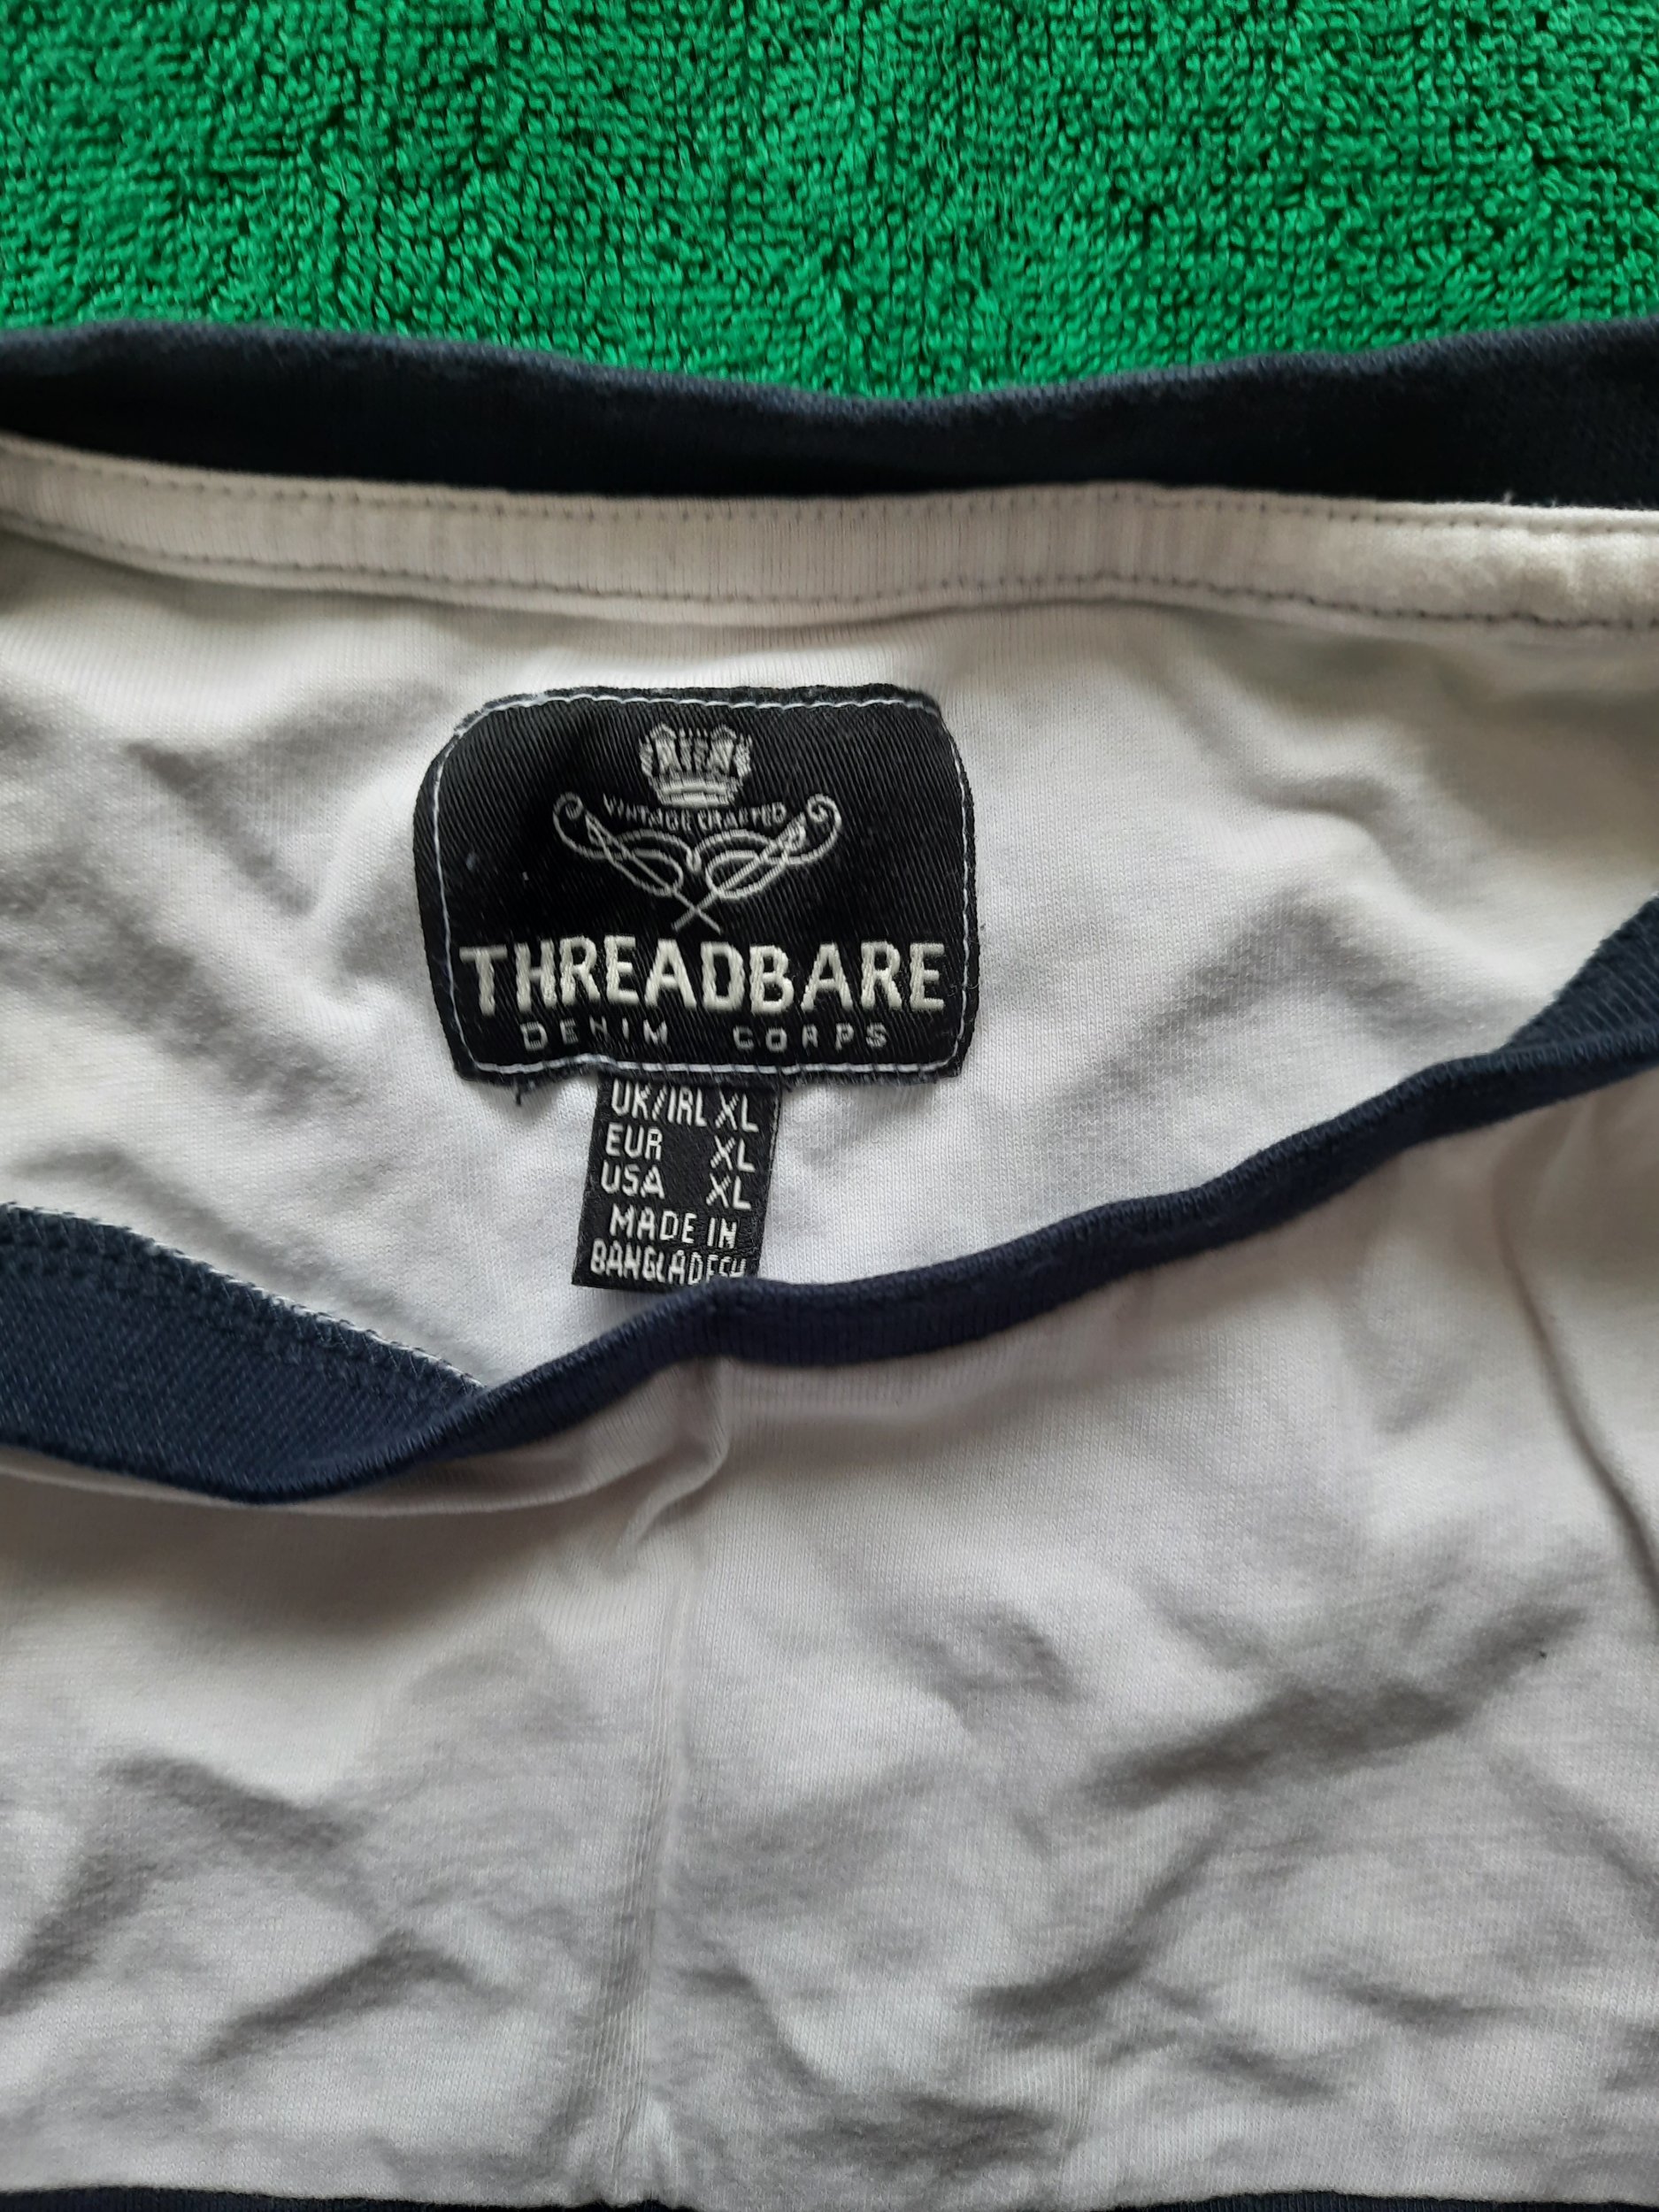 VINTAGE CRAFTED
THREADBARE
DENIM CORPS
UK/IRL XL
EUR XL
USA XL
MADE IN
BANGLADESH